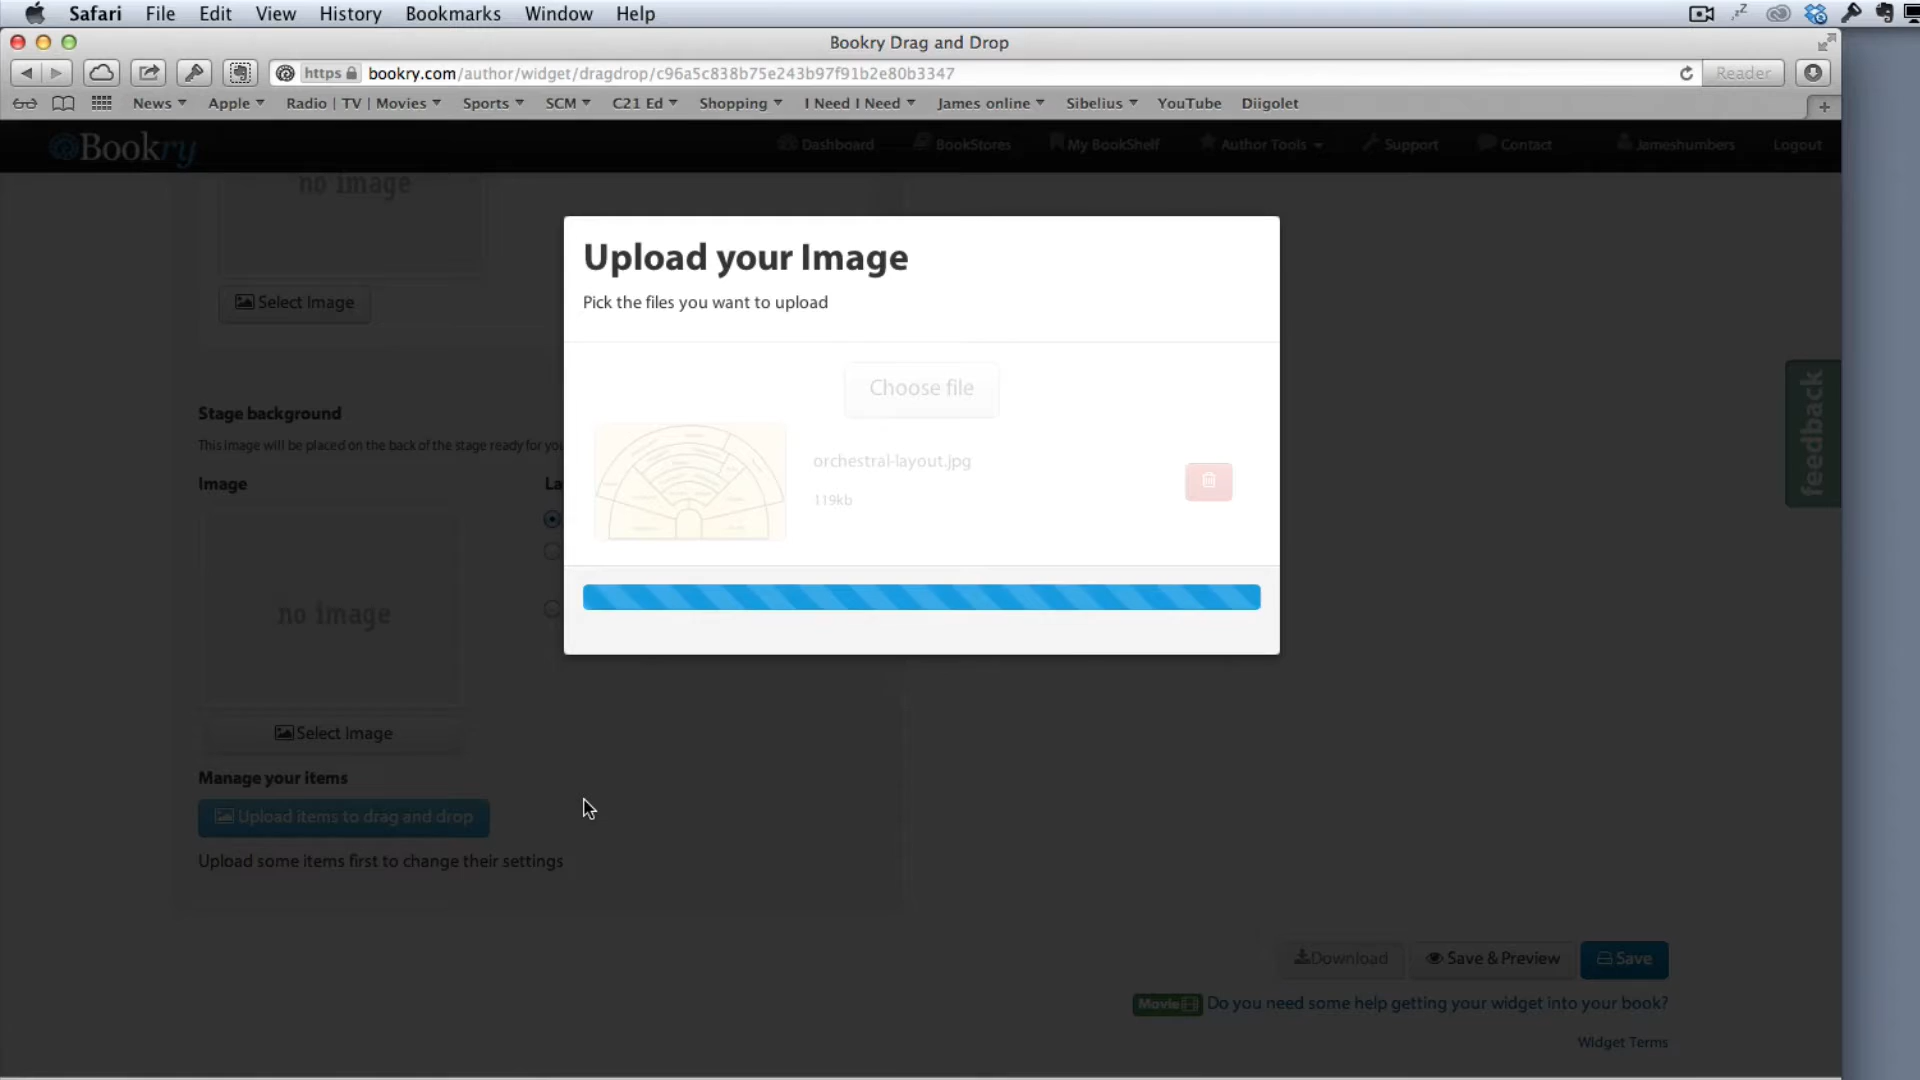 Safari File Edit View History Bookmarks Window Help
Bookry Drag and Drop
https bookry.com/author/widget/dragdrop/c96a5c838b75e243b97f91b2e80b3347
Reader
News Apple Radio | TV | Movies Sports SCM C21 Ed Shopping I Need I Need James online Sibelius YouTube Diigolet
Bookry Dashboard BookStores My BookShelf Author Tools Support Contact Jameshumbers Logout
no image
Select Image
Upload your Image
Pick the files you want to upload
Choose file
orchestral-layout.jpg
119kb
feedback
Stage background
This image will be placed on the back of the stage ready for yo
Image
La
no image
Select Image
Manage your items
Upload items to drag and drop
Upload some items first to change their settings
Download Save & Preview Save
Movie Do you need some help getting your widget into your book?
Widget Terms